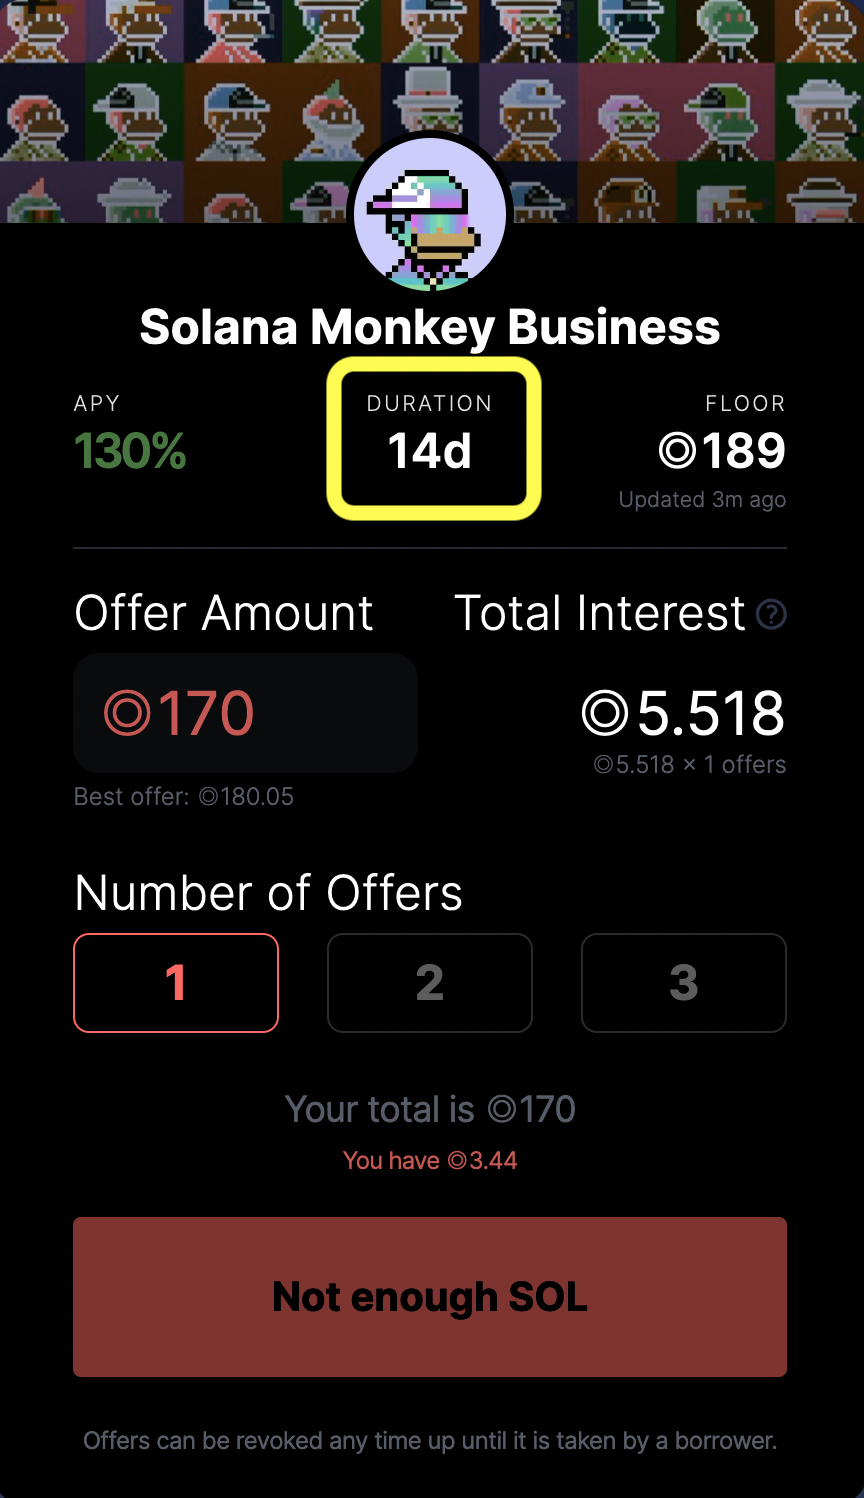 Solana Monkey Business
APY
130%
DURATION
14d
FLOOR
◎189
Updated 3m ago
Offer Amount
◎170
Best offer: ◎180.05
Total Interest ?
◎5.518
◎5.518 × 1 offers
Number of Offers
1 2 3
Your total is ◎170
You have ◎3.44
Not enough SOL
Offers can be revoked any time up until it is taken by a borrower.